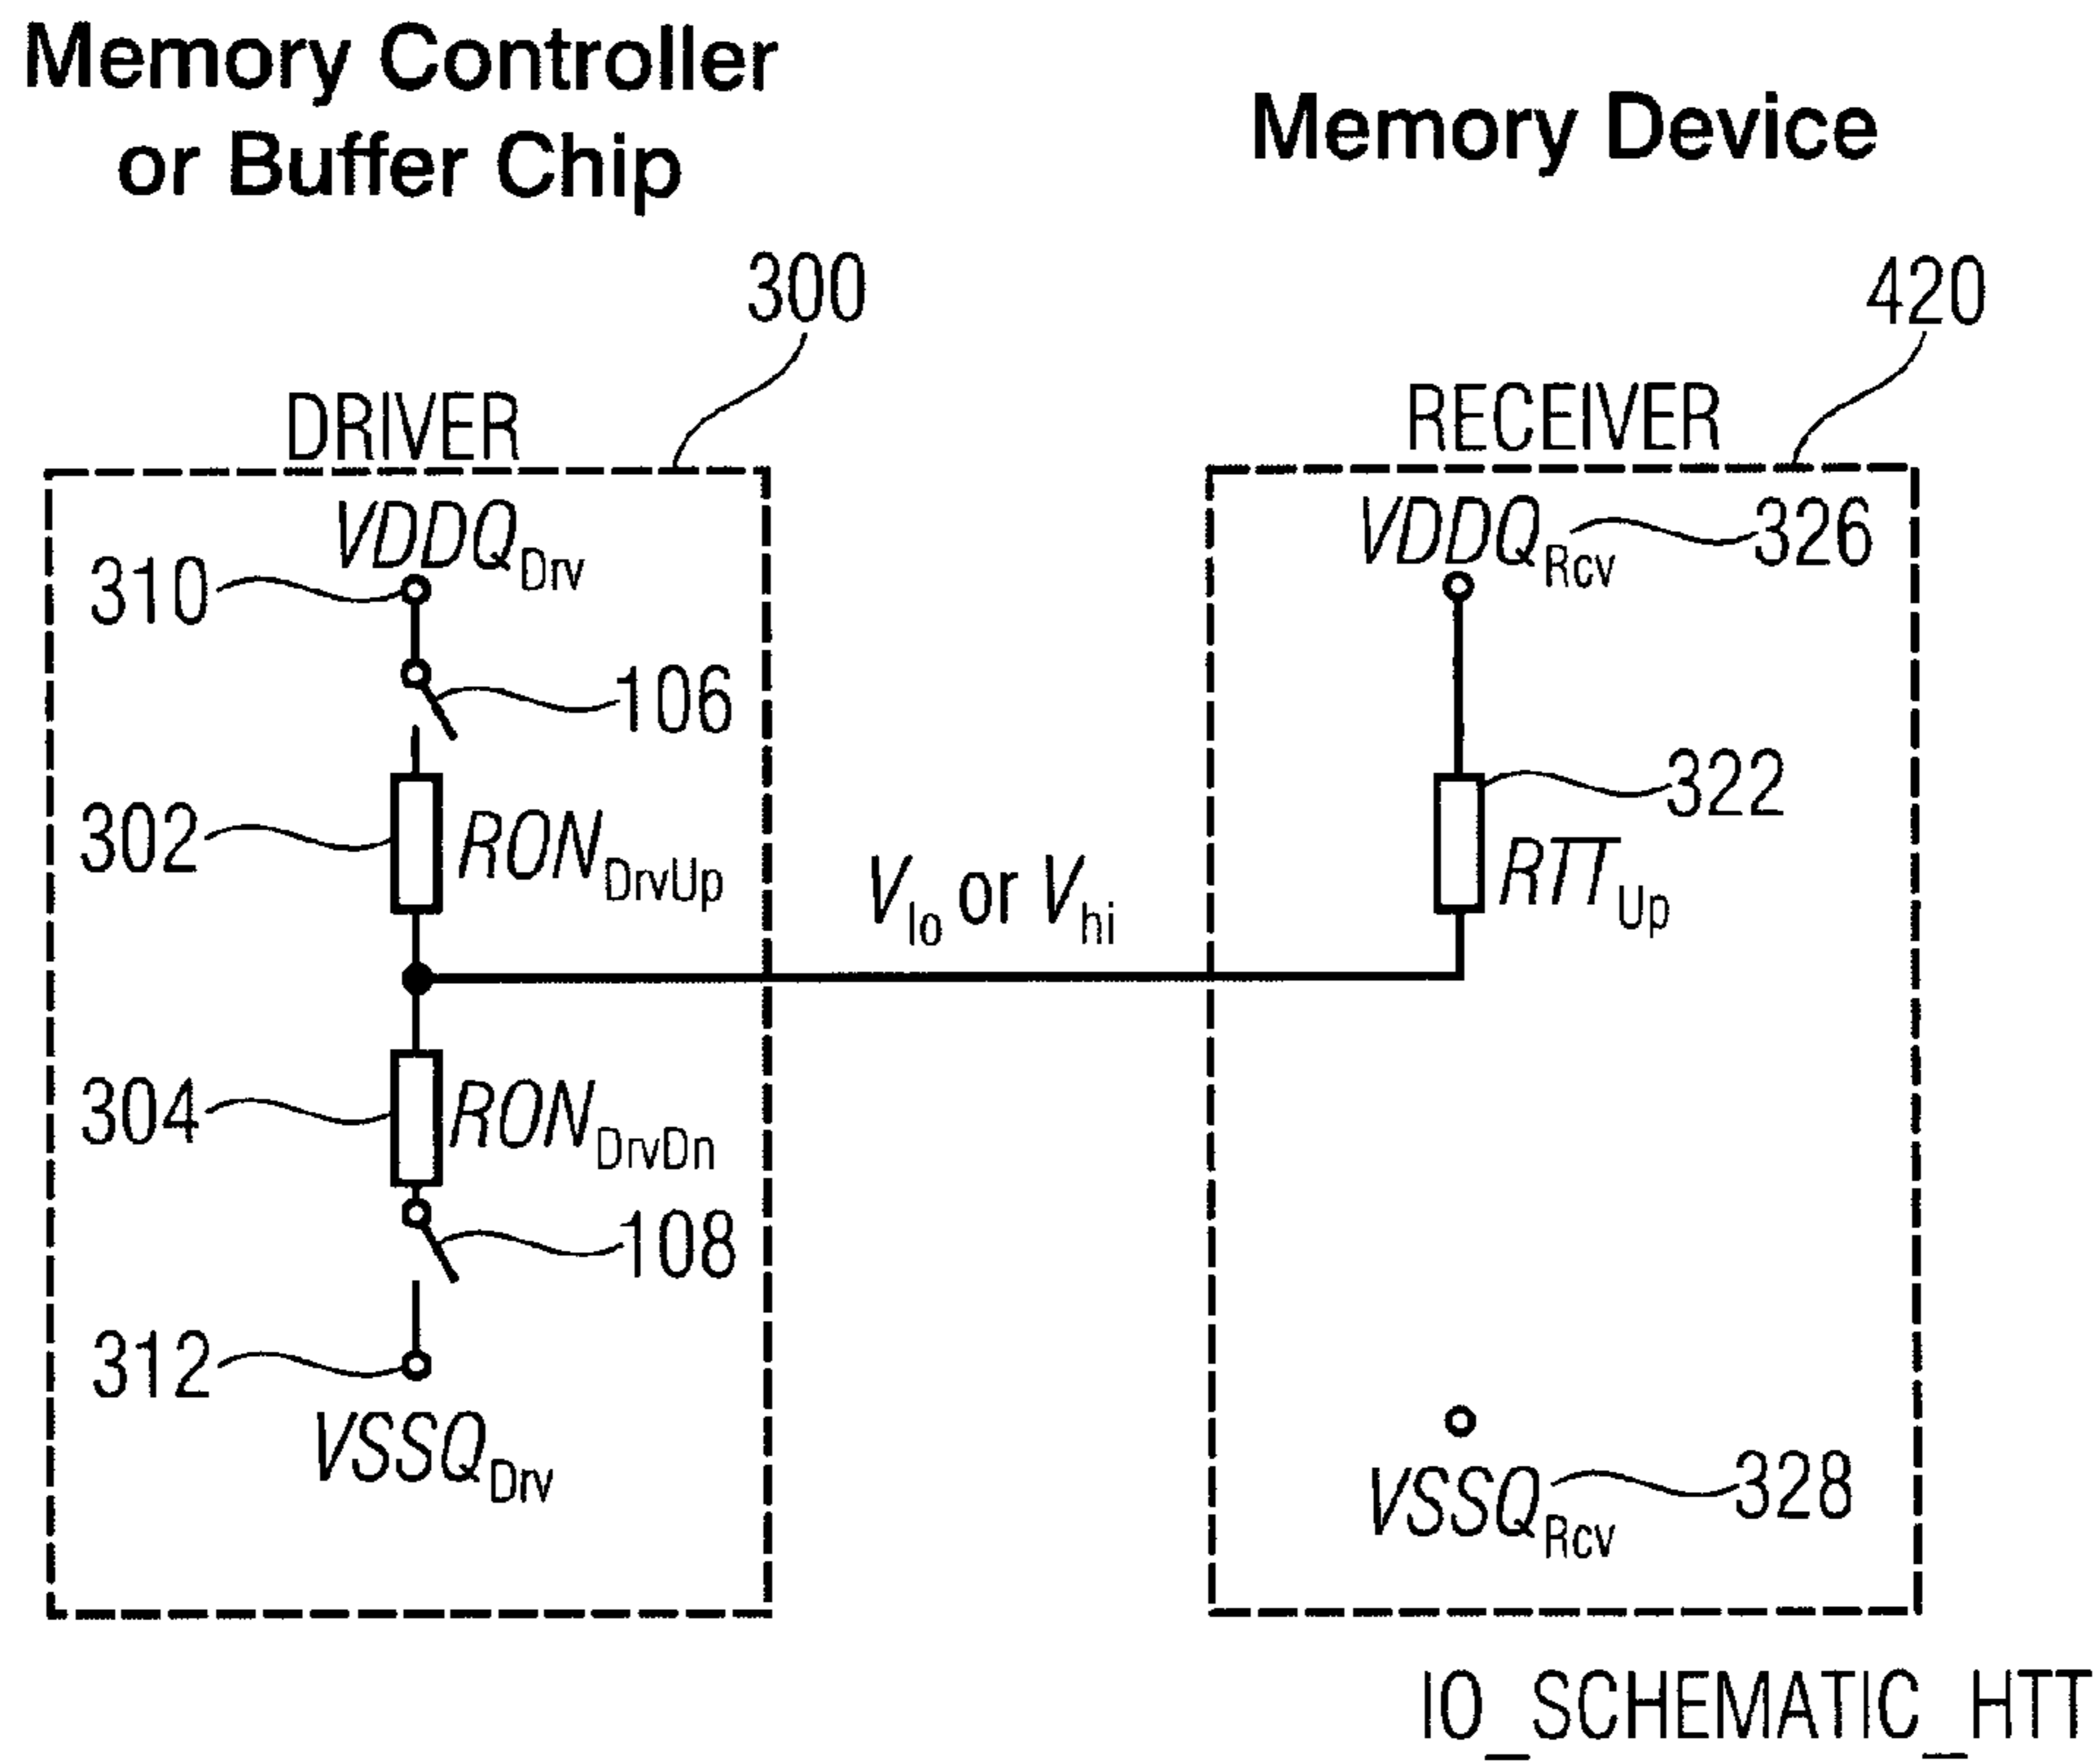 Memory Controller
or Buffer Chip
Memory Device
300
420
DRIVER
RECEIVER
VDDQDrv
VDDQRcv
326
310
106
322
302
RONDrvUp
RTTUp
Vlo or Vhi
304
RONDrvDn
108
312
VSSQDrv
VSSQRcv
328
IO_SCHEMATIC_HTT